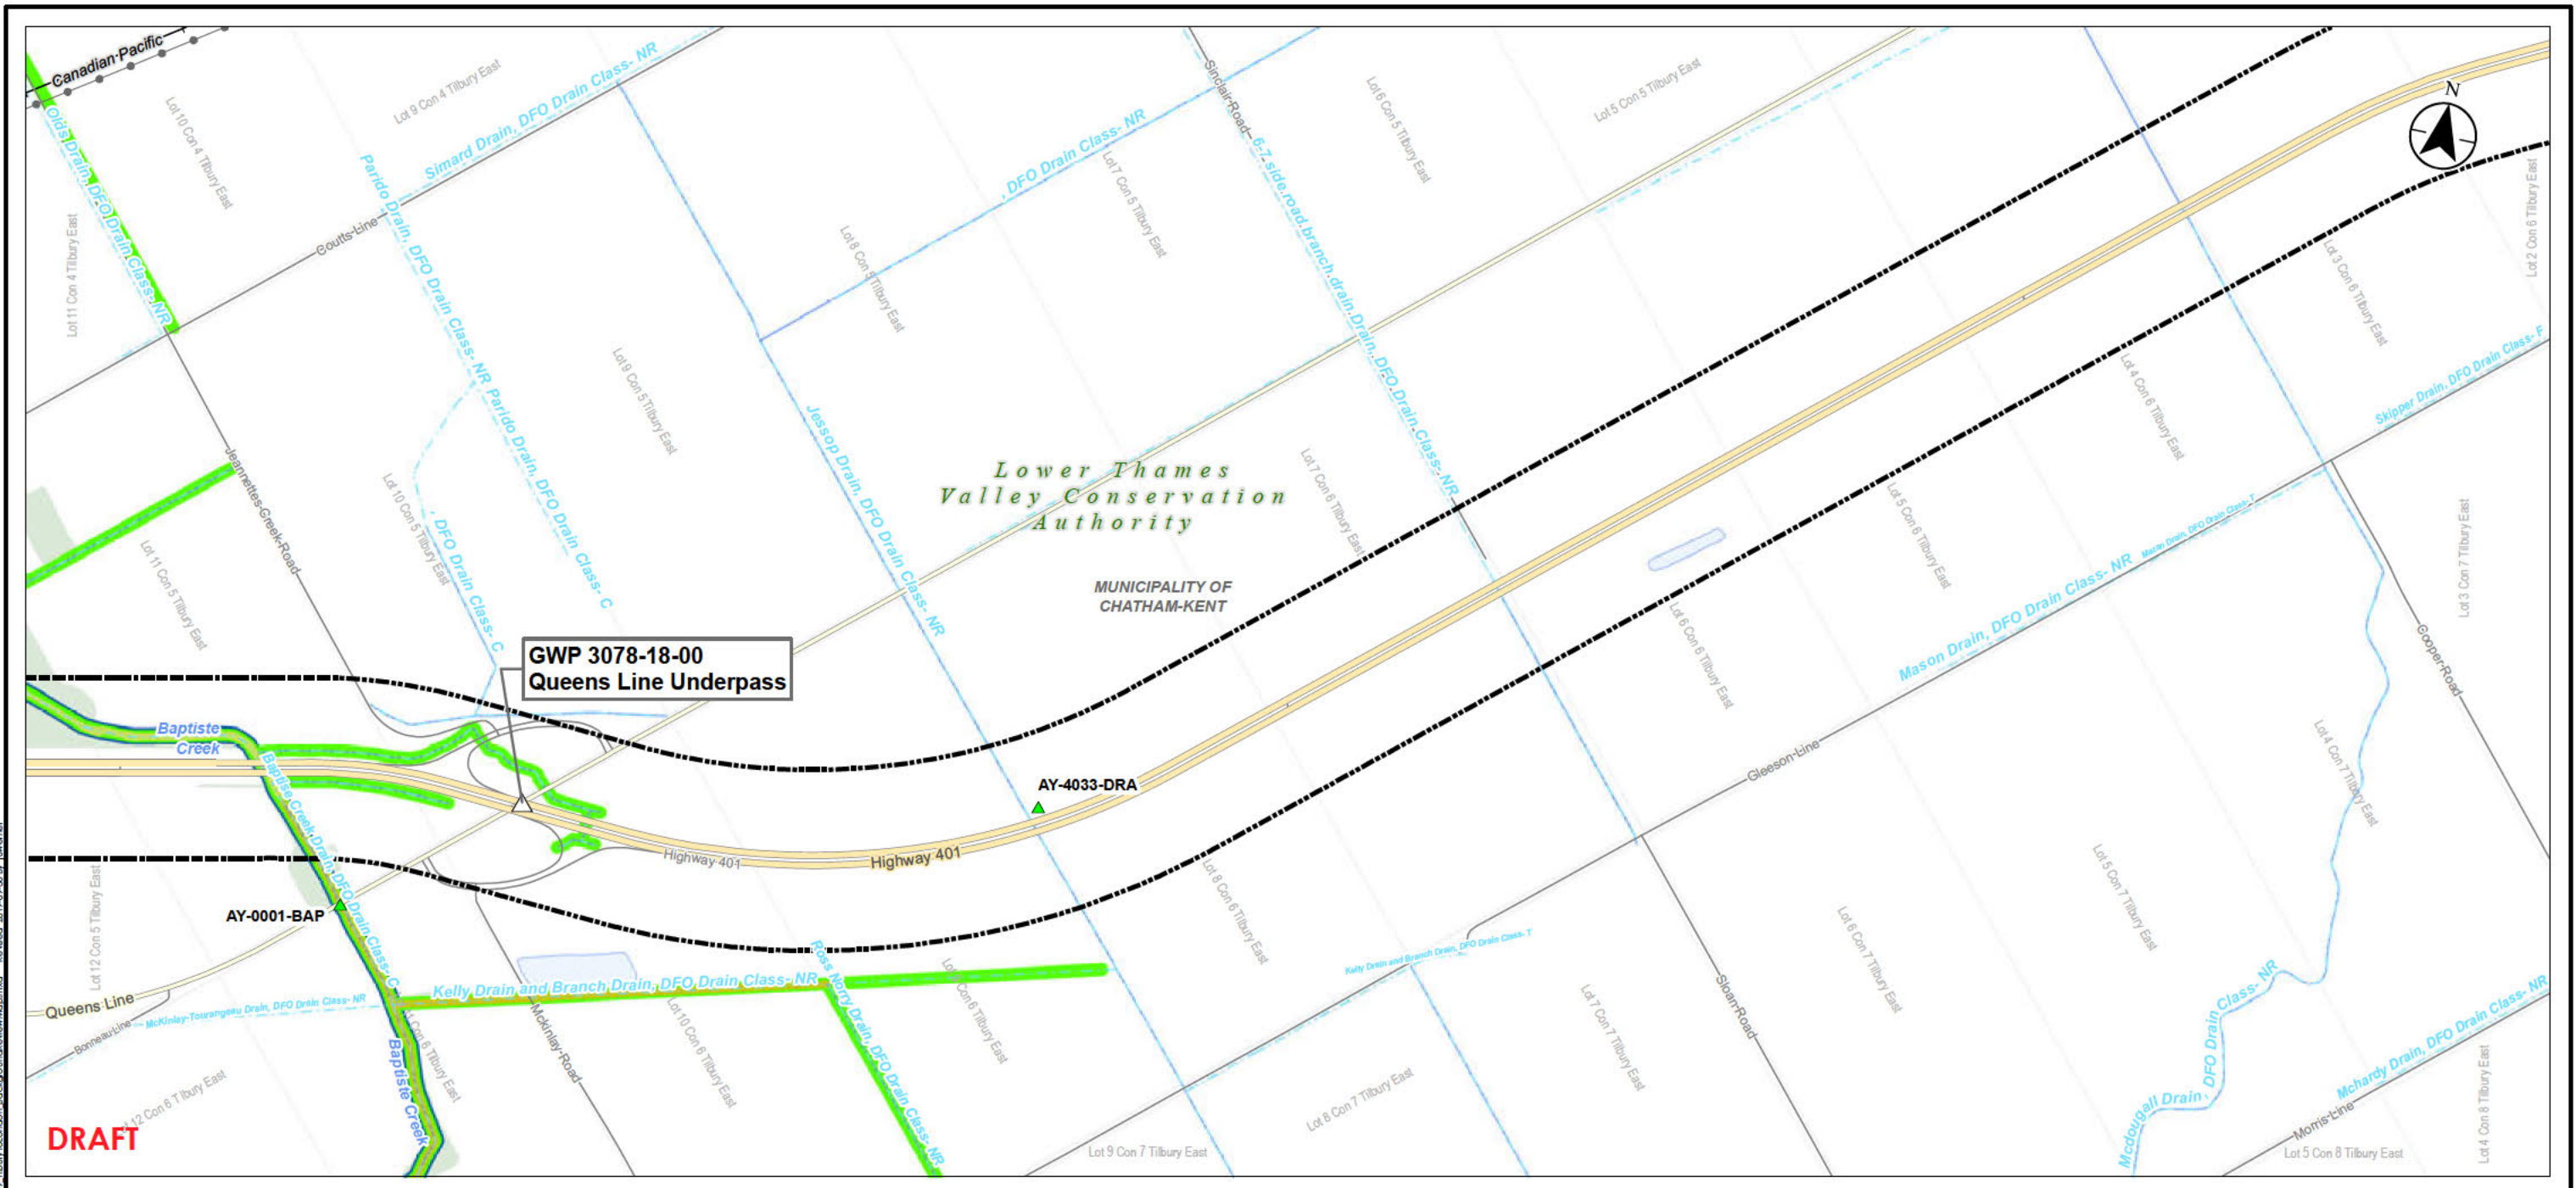 Canadian-Pacific
Lot 9 Con 4 Tilbury East
Simard Drain, DFO Drain Class- NR
Lot 10 Con 4 Tilbury East
Olds Drain, DFO Drain Class- NR
Lot 11 Con 4 Tilbury East
Coutts-Line
Parido Drain, DFO Drain Class- NR
Parido Drain, DFO Drain Class- C
DFO Drain Class- NR
Lot 7 Con 5 Tilbury East
Lot 8 Con 5 Tilbury East
Sinclair-Road
6-7 side road branch drain Drain, DFO Drain Class- NR
Lot 6 Con 5 Tilbury East
Lot 5 Con 5 Tilbury East
N
Lot 2 Con 6 Tilbury East
Lot 3 Con 6 Tilbury East
Lot 4 Con 6 Tilbury East
Skipper Drain, DFO Drain Class- F
Lot 9 Con 5 Tilbury East
Jessop Drain, DFO Drain Class- NR
Lower Thames
Valley Conservation
Authority
MUNICIPALITY OF
CHATHAM-KENT
Lot 7 Con 6 Tilbury East
Lot 5 Con 6 Tilbury East
Jeannettes-Creek-Road
Lot 10 Con 5 Tilbury East
, DFO Drain Class- C
Lot 11 Con 5 Tilbury East
GWP 3078-18-00
Queens Line Underpass
Mason Drain, DFO Drain Class- NR
Lot 6 Con 6 Tilbury East
Lot 3 Con 7 Tilbury East
Cooper-Road
Baptiste
Creek
Baptise Creek Drain, DFO Drain Class- C
AY-4033-DRA
Highway 401
Highway 401
Gleeson-Line
Lot 4 Con 7 Tilbury East
AY-0001-BAP
Lot 12 Con 5 Tilbury East
Queens Line
Bonneau-Line
McKinlay-Tourangeau Drain, DFO Drain Class- NR
Kelly Drain and Branch Drain, DFO Drain Class- NR
Ross Norry Drain, DFO Drain Class- NR
Lot 8 Con 6 Tilbury East
Kelly Drain and Branch Drain, DFO Drain Class- T
Lot 6 Con 7 Tilbury East
Lot 5 Con 7 Tilbury East
Mckinlay-Road
Lot 10 Con 6 Tilbury East
Con 6 Tilbury East
Con 6 Tilbury East
Baptiste Creek
12 Con 6 Tilbury East
Lot 7 Con 7 Tilbury East
Sloan-Road
Lot 8 Con 7 Tilbury East
Lot 9 Con 7 Tilbury East
Mcdougall Drain, DFO Drain Class- NR
Mchardy Drain, DFO Drain Class- NR
Morris-Line
Lot 5 Con 8 Tilbury East
Lot 4 Con 8 Tilbury East
DRAFT